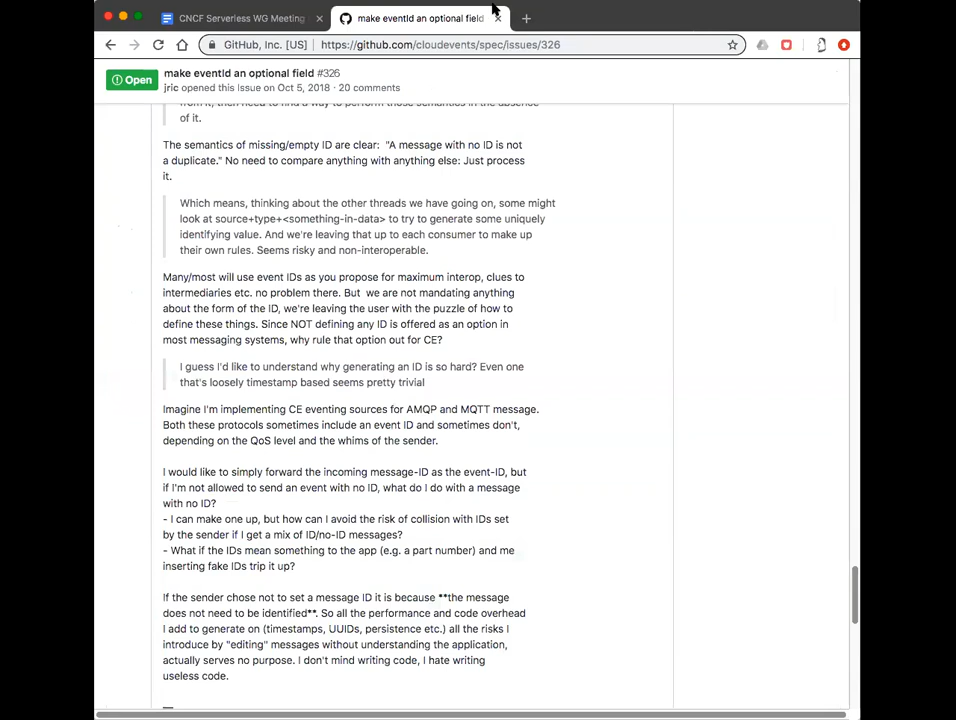 CNCF Serverless WG Meeting
make eventId an optional field
GitHub, Inc. [US]
https://github.com/cloudevents/spec/issues/326
Open
make eventId an optional field #326
jric opened this Issue on Oct 5, 2018 · 20 comments
from it, then need to find a way to perform those semantics in the absence
of it.
The semantics of missing/empty ID are clear: "A message with no ID is not
a duplicate." No need to compare anything with anything else: Just process
it.
Which means, thinking about the other threads we have going on, some might
look at source+type+<something-in-data> to try to generate some uniquely
identifying value. And we're leaving that up to each consumer to make up
their own rules. Seems risky and non-interoperable.
Many/most will use event IDs as you propose for maximum interop, clues to
intermediaries etc. no problem there. But we are not mandating anything
about the form of the ID, we're leaving the user with the puzzle of how to
define these things. Since NOT defining any ID is offered as an option in
most messaging systems, why rule that option out for CE?
I guess I'd like to understand why generating an ID is so hard? Even one
that's loosely timestamp based seems pretty trivial
Imagine I'm implementing CE eventing sources for AMQP and MQTT message.
Both these protocols sometimes include an event ID and sometimes don't,
depending on the QoS level and the whims of the sender.
I would like to simply forward the incoming message-ID as the event-ID, but
if I'm not allowed to send an event with no ID, what do I do with a message
with no ID?
- I can make one up, but how can I avoid the risk of collision with IDs set
by the sender if I get a mix of ID/no-ID messages?
- What if the IDs mean something to the app (e.g. a part number) and me
inserting fake IDs trip it up?
If the sender chose not to set a message ID it is because **the message
does not need to be identified**. So all the performance and code overhead
I add to generate on (timestamps, UUIDs, persistence etc.) all the risks I
introduce by "editing" messages without understanding the application,
actually serves no purpose. I don't mind writing code, I hate writing
useless code.